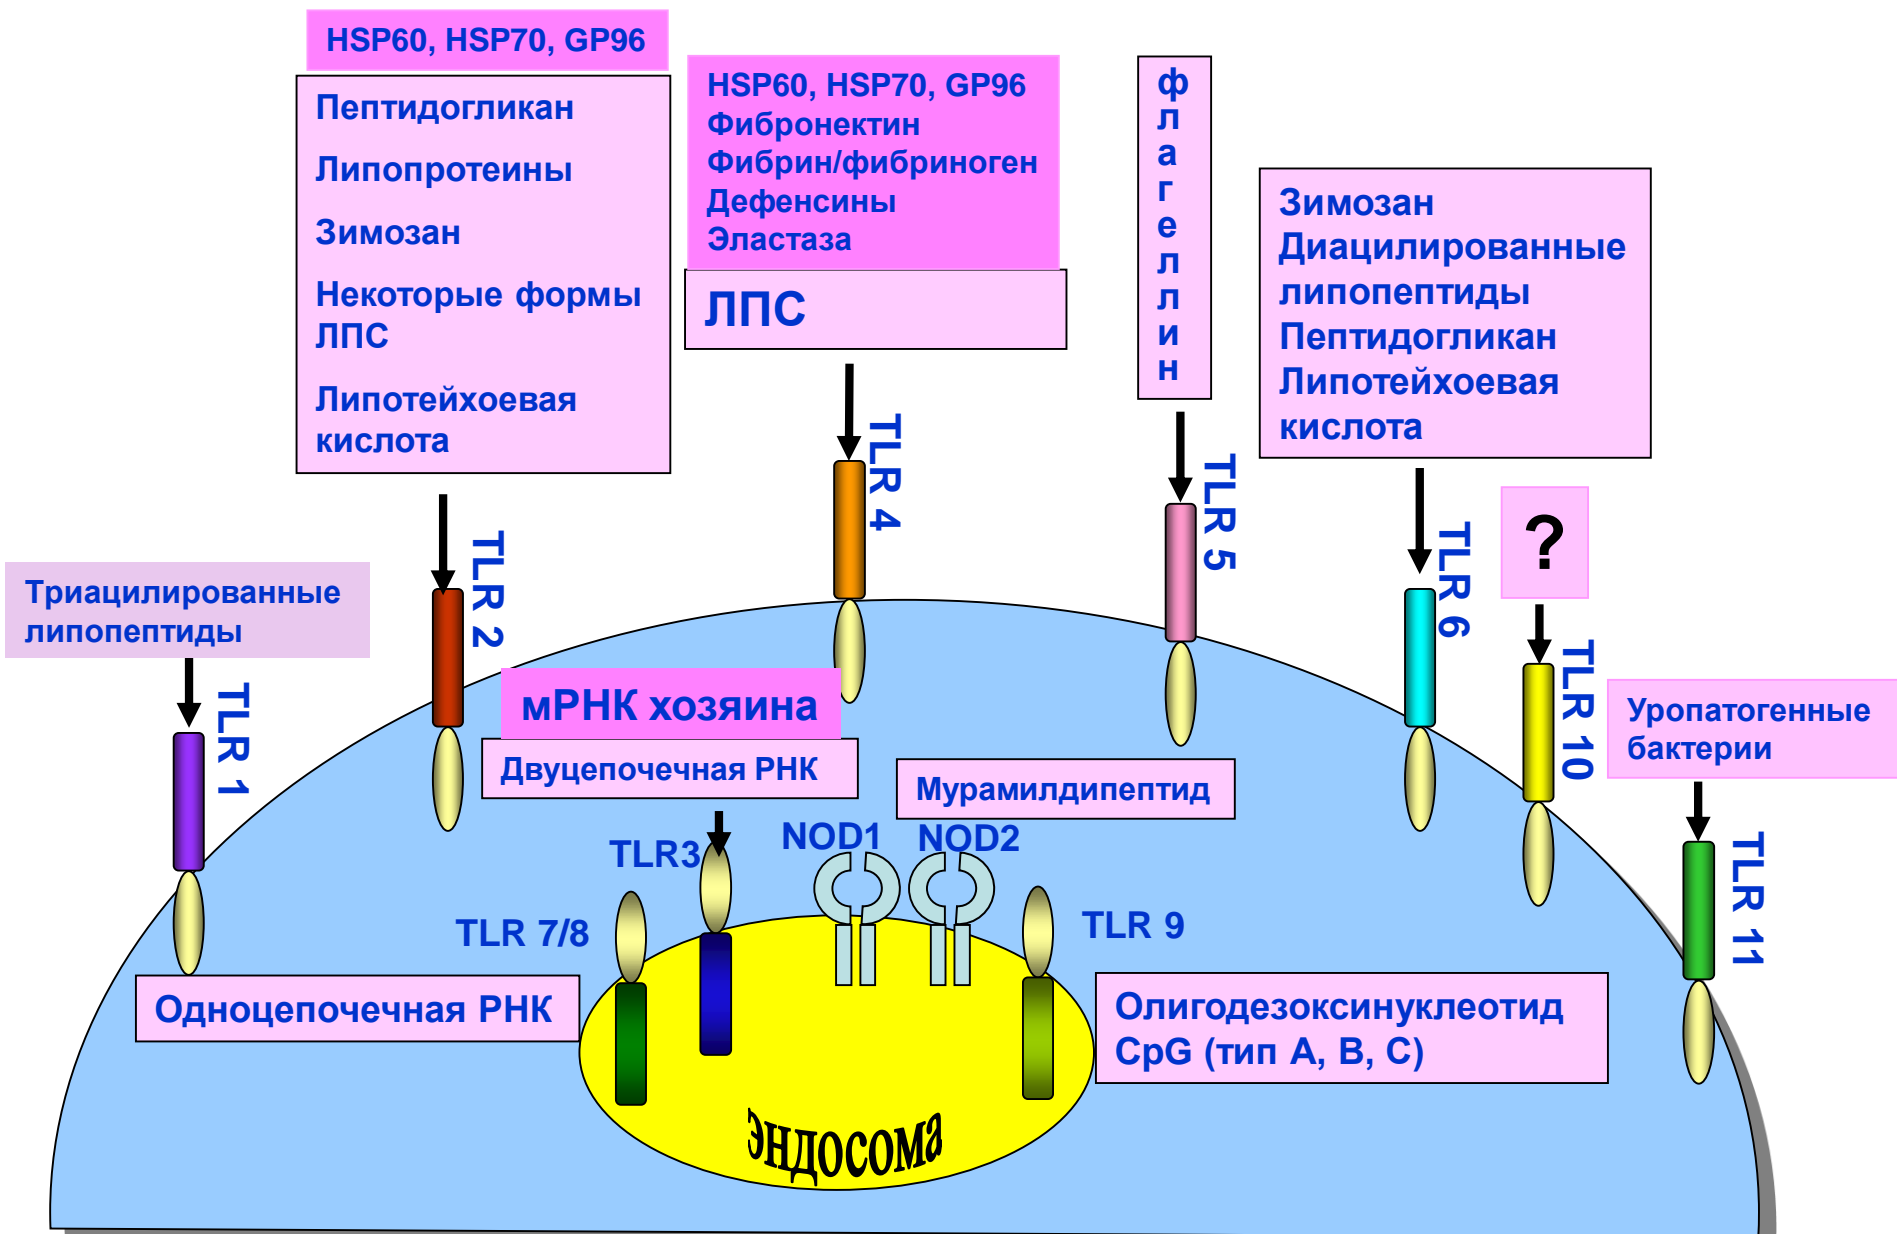 HSP60, HSP70, GP96
Пептидогликан
Липопротеины
Зимозан
Некоторые формы
ЛПС
Липотейхоевая
кислота
HSP60, HSP70, GP96
Фибронектин
Фибрин/фибриноген
Дефенсины
Эластаза
ЛПС
флагеллин
Зимозан
Диацилированные
липопептиды
Пептидогликан
Липотейхоевая
кислота
?
Триацилированные
липопептиды
TLR 1
TLR 2
TLR 4
TLR 5
TLR 6
TLR 10
Уропатогенные
бактерии
TLR 11
мРНК хозяина
Двуцепочечная РНК
Мурамилдипептид
TLR3
NOD1
NOD2
TLR 7/8
TLR 9
Одноцепочечная РНК
Олигодезоксинуклеотид
CpG (тип А, В, С)
эндосома